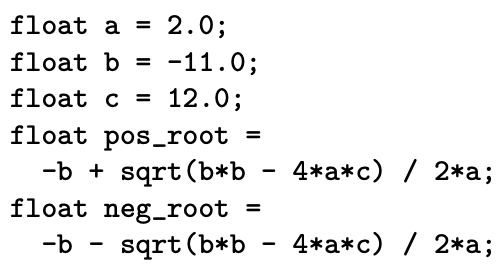 float a = 2.0;
float b = -11.0;
float c = 12.0;
float pos_root =
  -b + sqrt(b*b - 4*a*c) / 2*a;
float neg_root =
  -b - sqrt(b*b - 4*a*c) / 2*a;